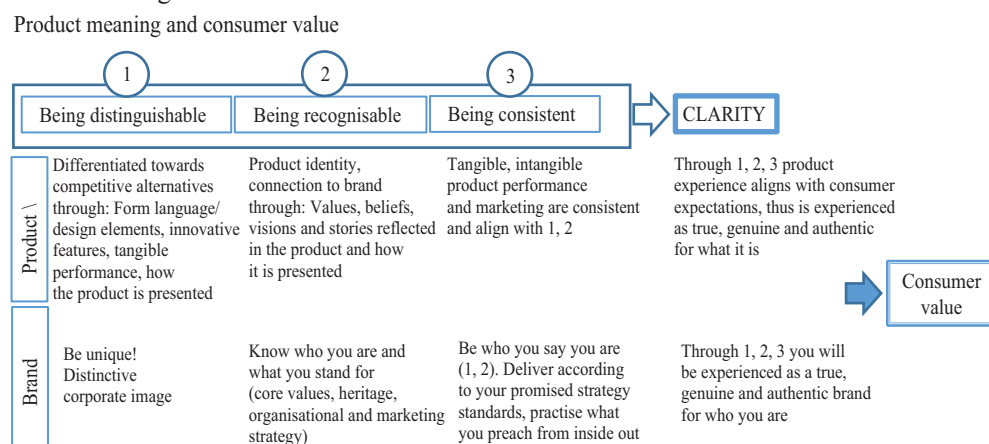 Product meaning and consumer value
1
2
3
Being distinguishable
Being recognisable
Being consistent
CLARITY
Product \
Differentiated towards
competitive alternatives
through: Form language/
design elements, innovative
features, tangible
performance, how
the product is presented
Product identity,
connection to brand
through: Values, beliefs,
visions and stories reflected
in the product and how
it is presented
Tangible, intangible
product performance
and marketing are consistent
and align with 1, 2
Through 1, 2, 3 product
experience aligns with consumer
expectations, thus is experienced
as true, genuine and authentic
for what it is
Consumer
value
Brand
Be unique!
Distinctive
corporate image
Know who you are and
what you stand for
(core values, heritage,
organisational and marketing
strategy)
Be who you say you are
(1, 2). Deliver according
to your promised strategy
standards, practise what
you preach from inside out
Through 1, 2, 3 you will
be experienced as a true,
genuine and authentic brand
for who you are